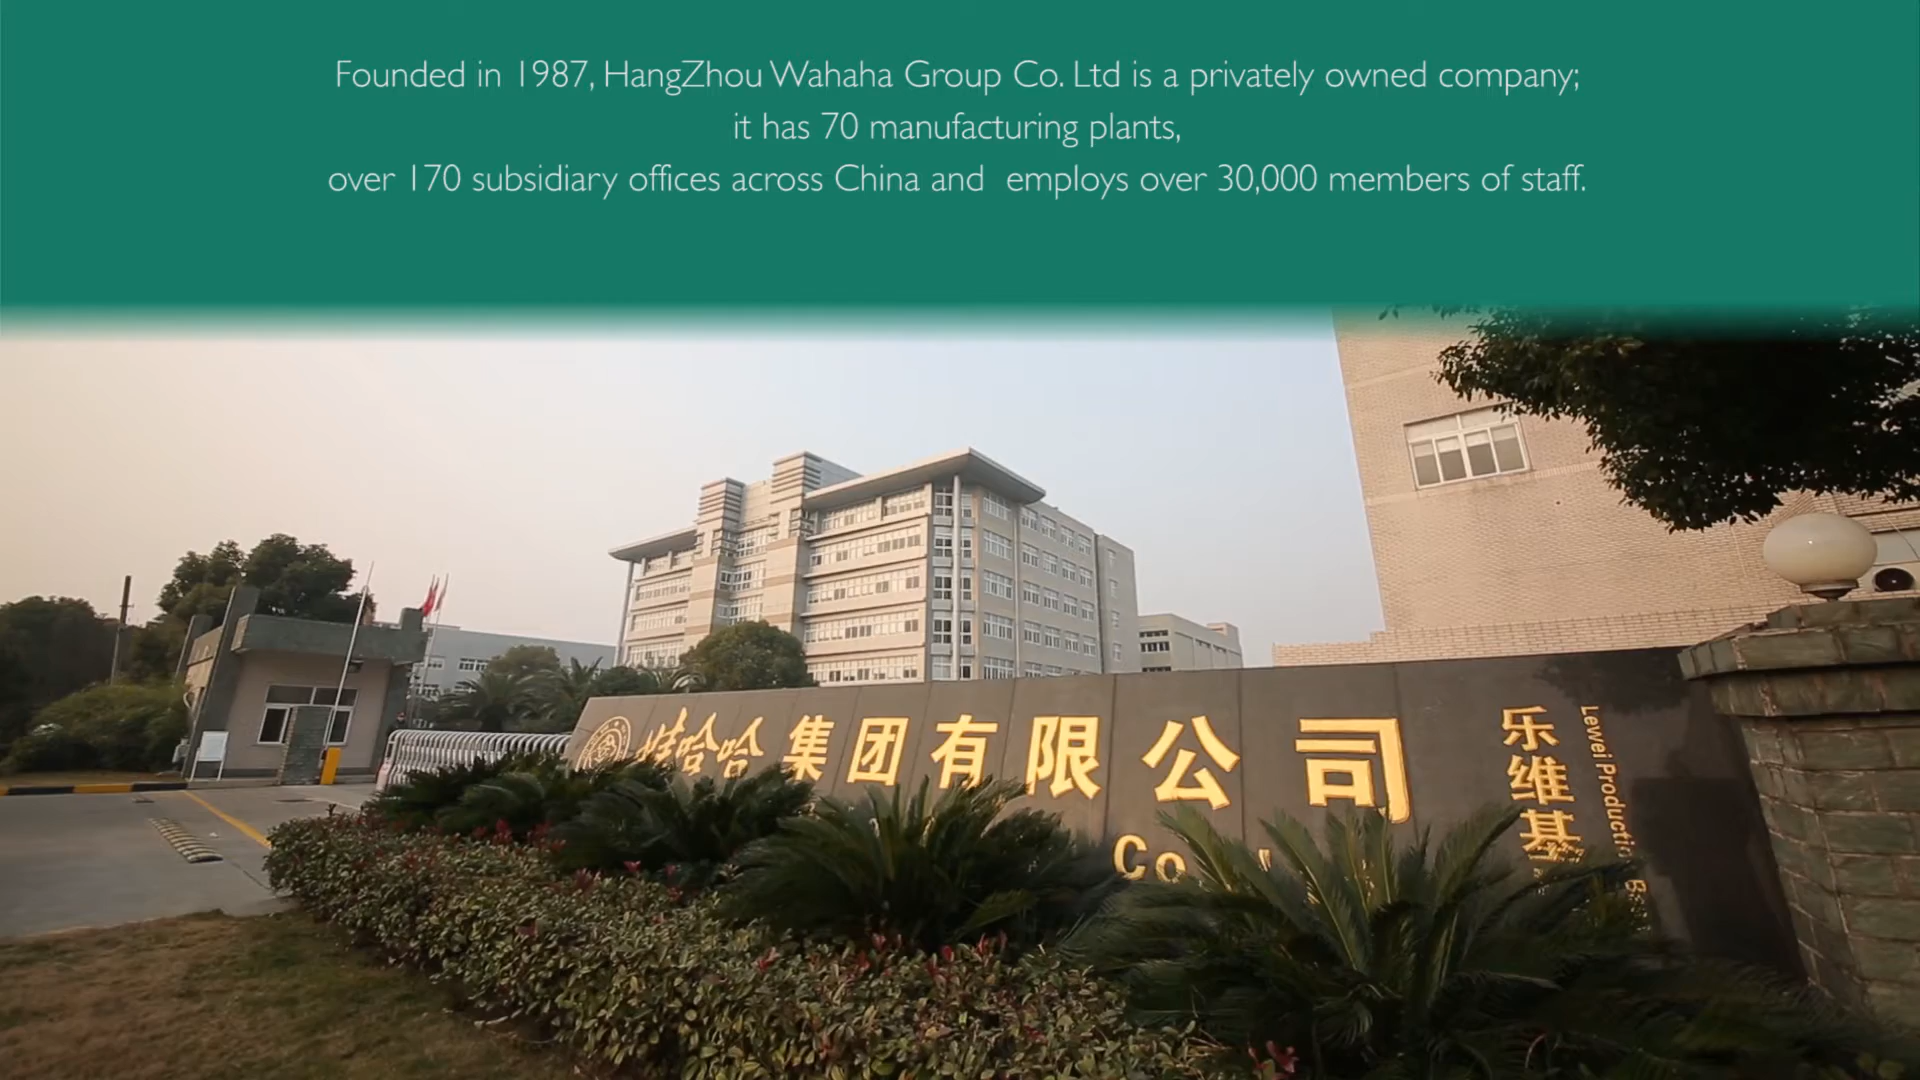 Founded in 1987, HangZhou Wahaha Group Co. Ltd is a privately owned company;
it has 70 manufacturing plants,
over 170 subsidiary offices across China and  employs over 30,000 members of staff.
娃哈哈集团有限公司
Co
乐维基
Lewei Production